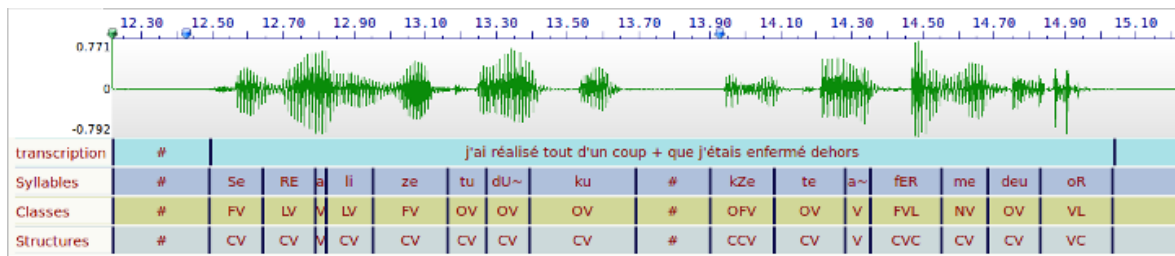 12.30 12.50 12.70 12.90 13.10 13.30 13.50 13.70 13.90 14.10 14.30 14.50 14.70 14.90 15.10
0.771
0
-0.792
transcription # j'ai réalisé tout d'un coup + que j'étais enfermé dehors
Syllables # Se RE a li ze tu dU~ ku # kZe te a~ fER me deu oR
Classes # FV LV V LV FV OV OV OV # OFV OV V FVL NV OV VL
Structures # CV CV V CV CV CV CV CV # CCV CV V CVC CV CV VC